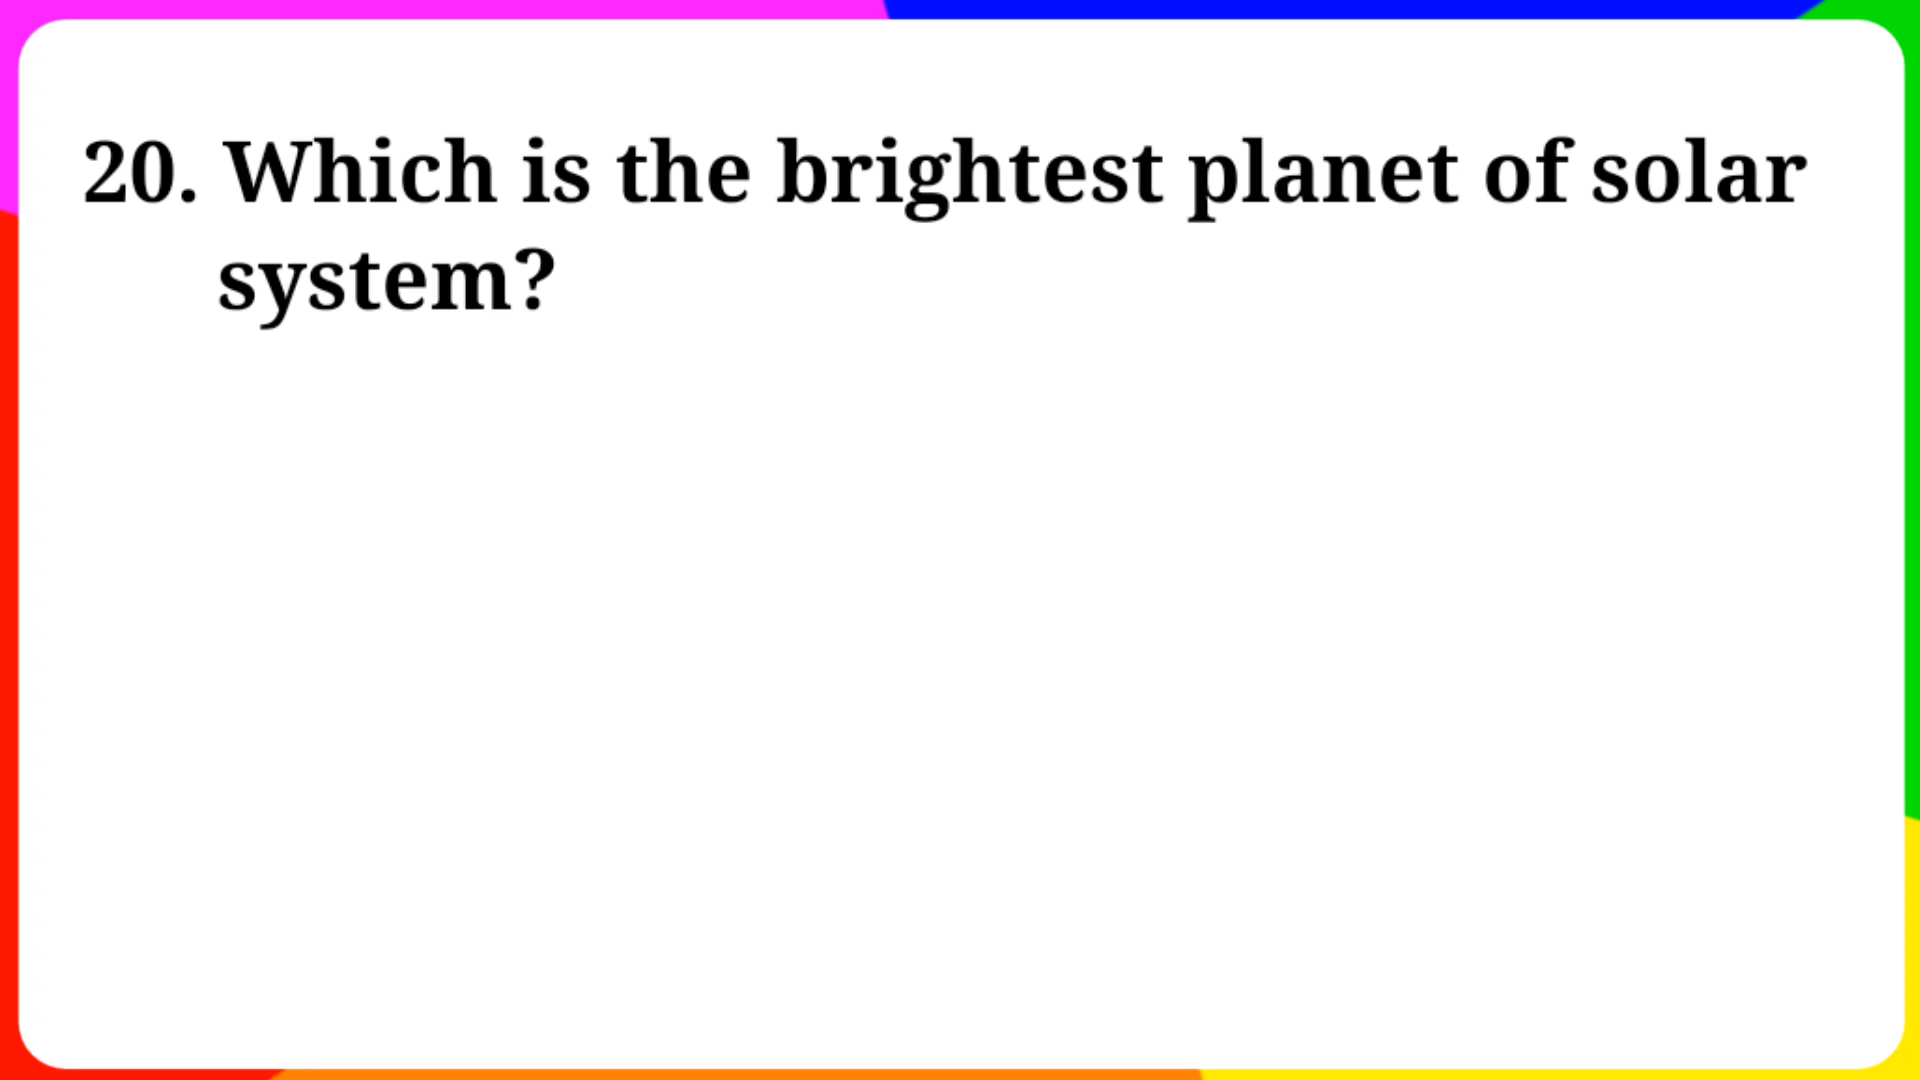 20. Which is the brightest planet of solar
system?